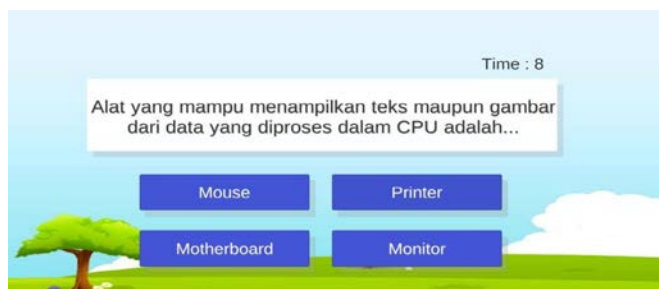 Time : 8
Alat yang mampu menampilkan teks maupun gambar
dari data yang diproses dalam CPU adalah...
Mouse
Printer
Motherboard
Monitor